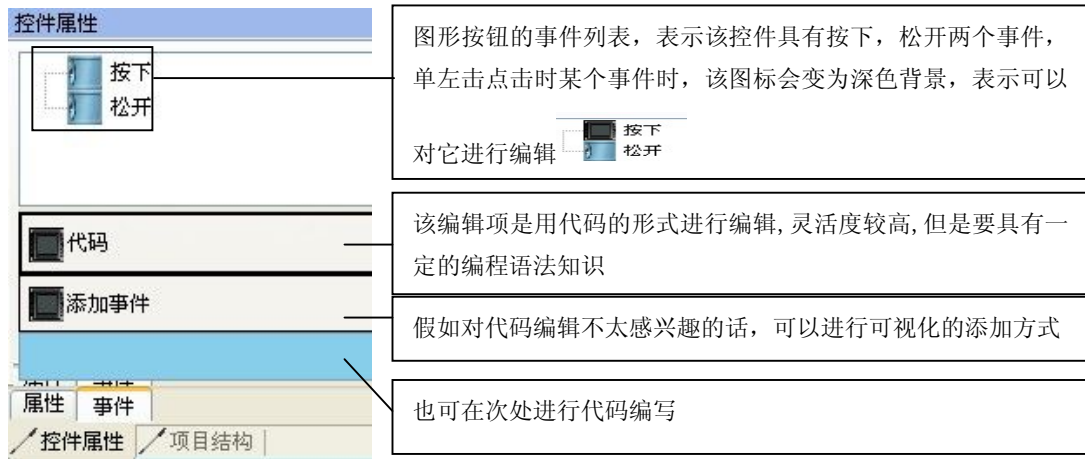 控件属性
按下
松开
代码
添加事件
属性 事件
控件属性 项目结构
图形按钮的事件列表，表示该控件具有按下，松开两个事件，
单左击点击时某个事件时，该图标会变为深色背景，表示可以
对它进行编辑
按下
松开
该编辑项是用代码的形式进行编辑,灵活度较高,但是要具有一
定的编程语法知识
假如对代码编辑不太感兴趣的话，可以进行可视化的添加方式
也可在次处进行代码编写